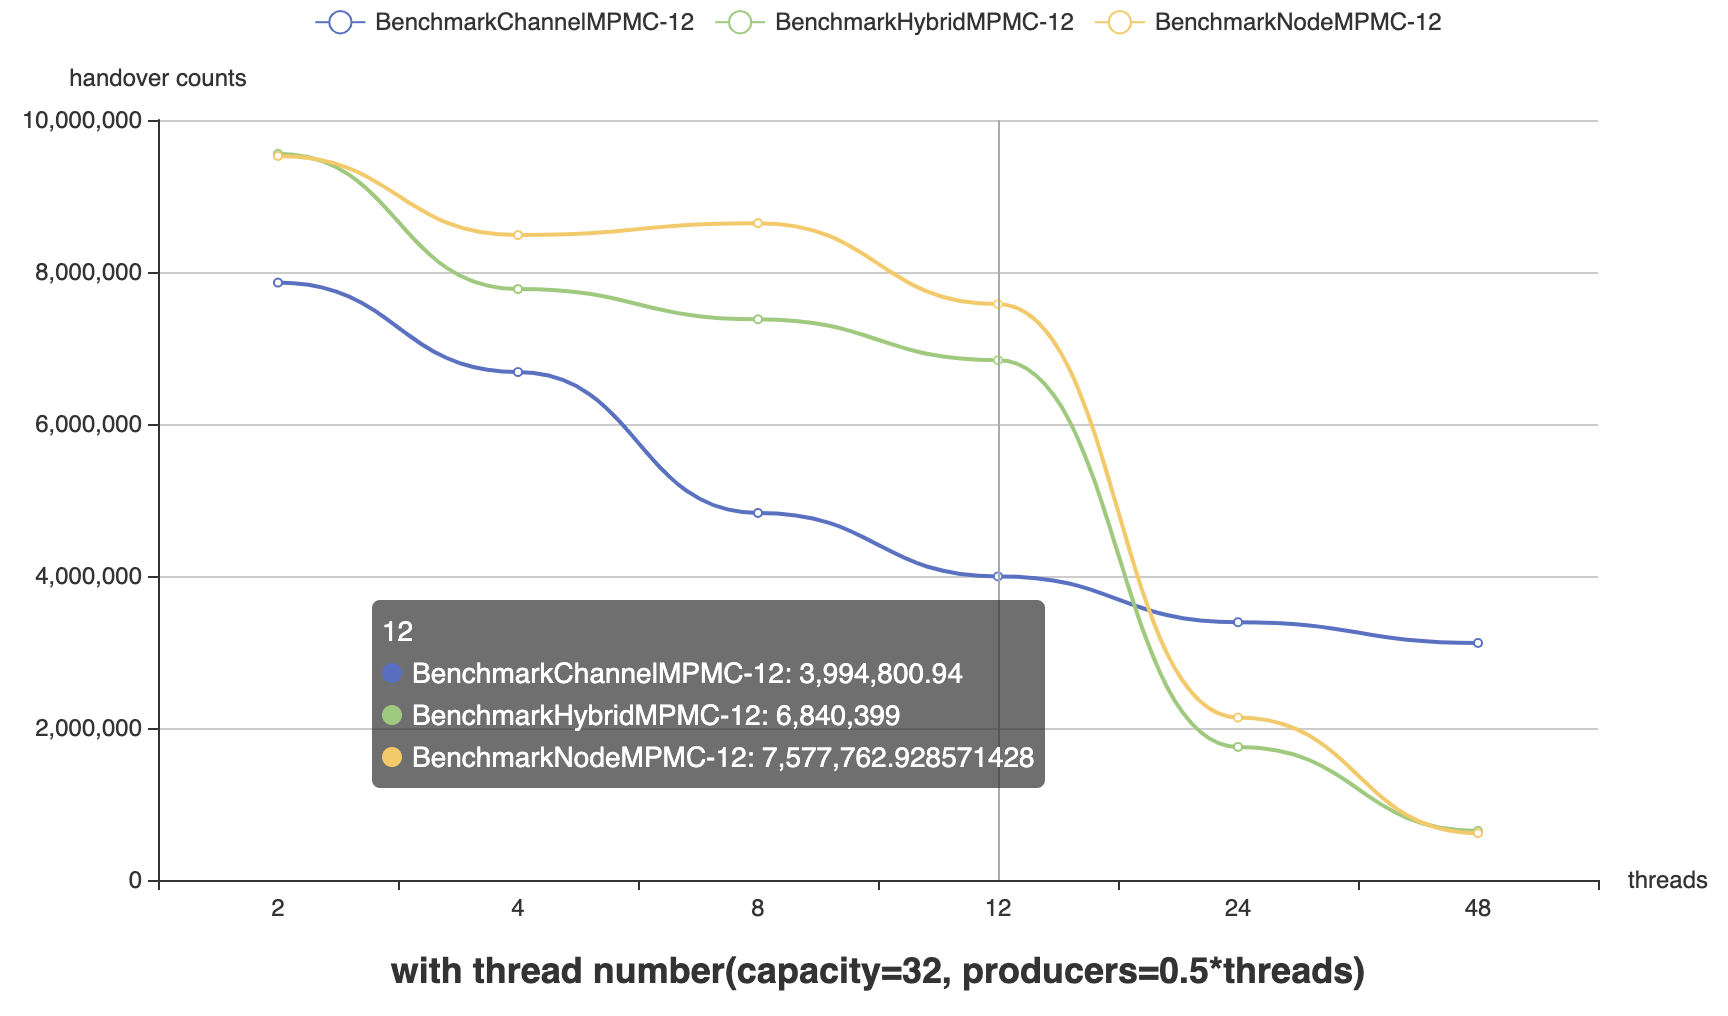 BenchmarkChannelMPMC-12 BenchmarkHybridMPMC-12 BenchmarkNodeMPMC-12
handover counts
10,000,000
8,000,000
6,000,000
4,000,000
2,000,000
0
12
BenchmarkChannelMPMC-12: 3,994,800.94
BenchmarkHybridMPMC-12: 6,840,399
BenchmarkNodeMPMC-12: 7,577,762.928571428
threads
2 4 8 12 24 48
with thread number(capacity=32, producers=0.5*threads)